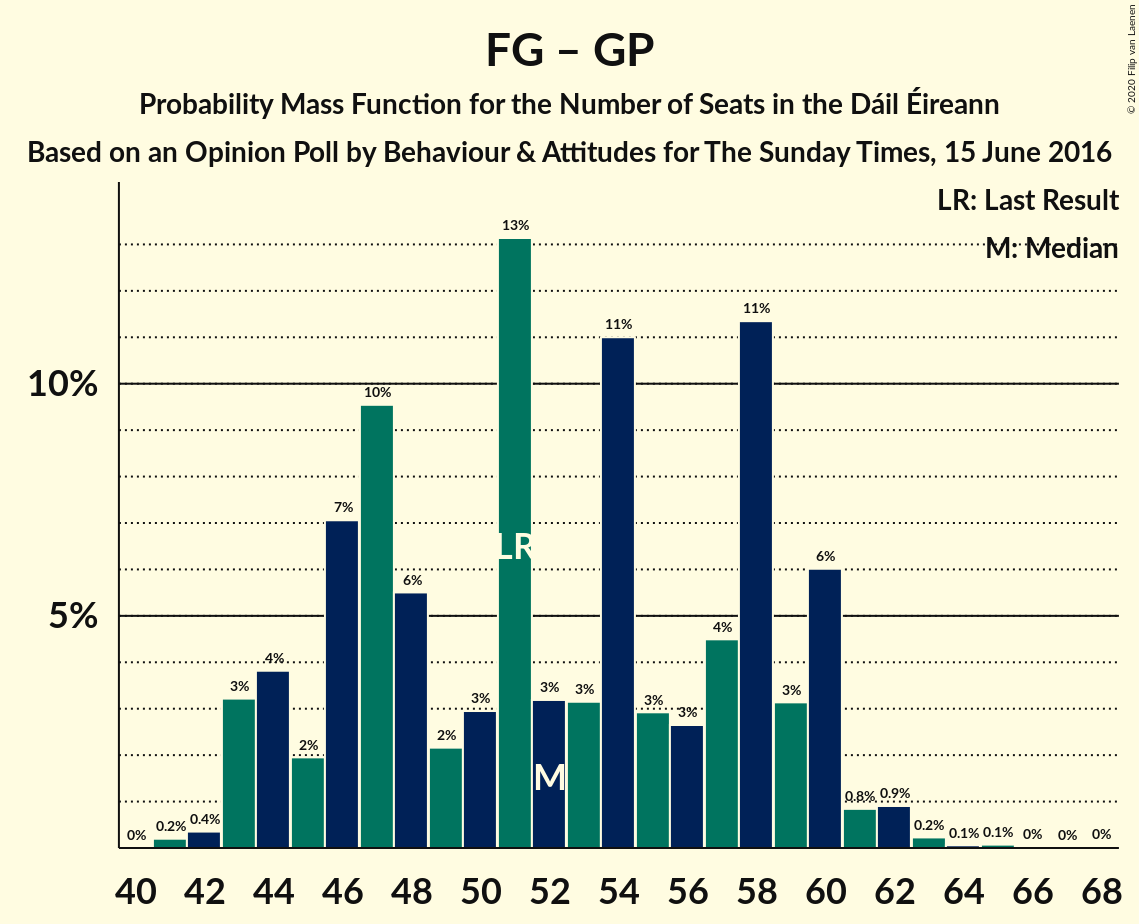 FG – GP
Probability Mass Function for the Number of Seats in the Dáil Éireann
Based on an Opinion Poll by Behaviour & Attitudes for The Sunday Times, 15 June 2016
© 2020 Filip van Laenen
LR: Last Result
M: Median
10%
5%
0% 0.2% 0.4% 3% 4% 2% 7% 10% 6% 2% 3% 13% 3% 3% 11% 3% 3% 4% 11% 3% 6% 0.8% 0.9% 0.2% 0.1% 0.1% 0% 0% 0%
LR
M
40 42 44 46 48 50 52 54 56 58 60 62 64 66 68